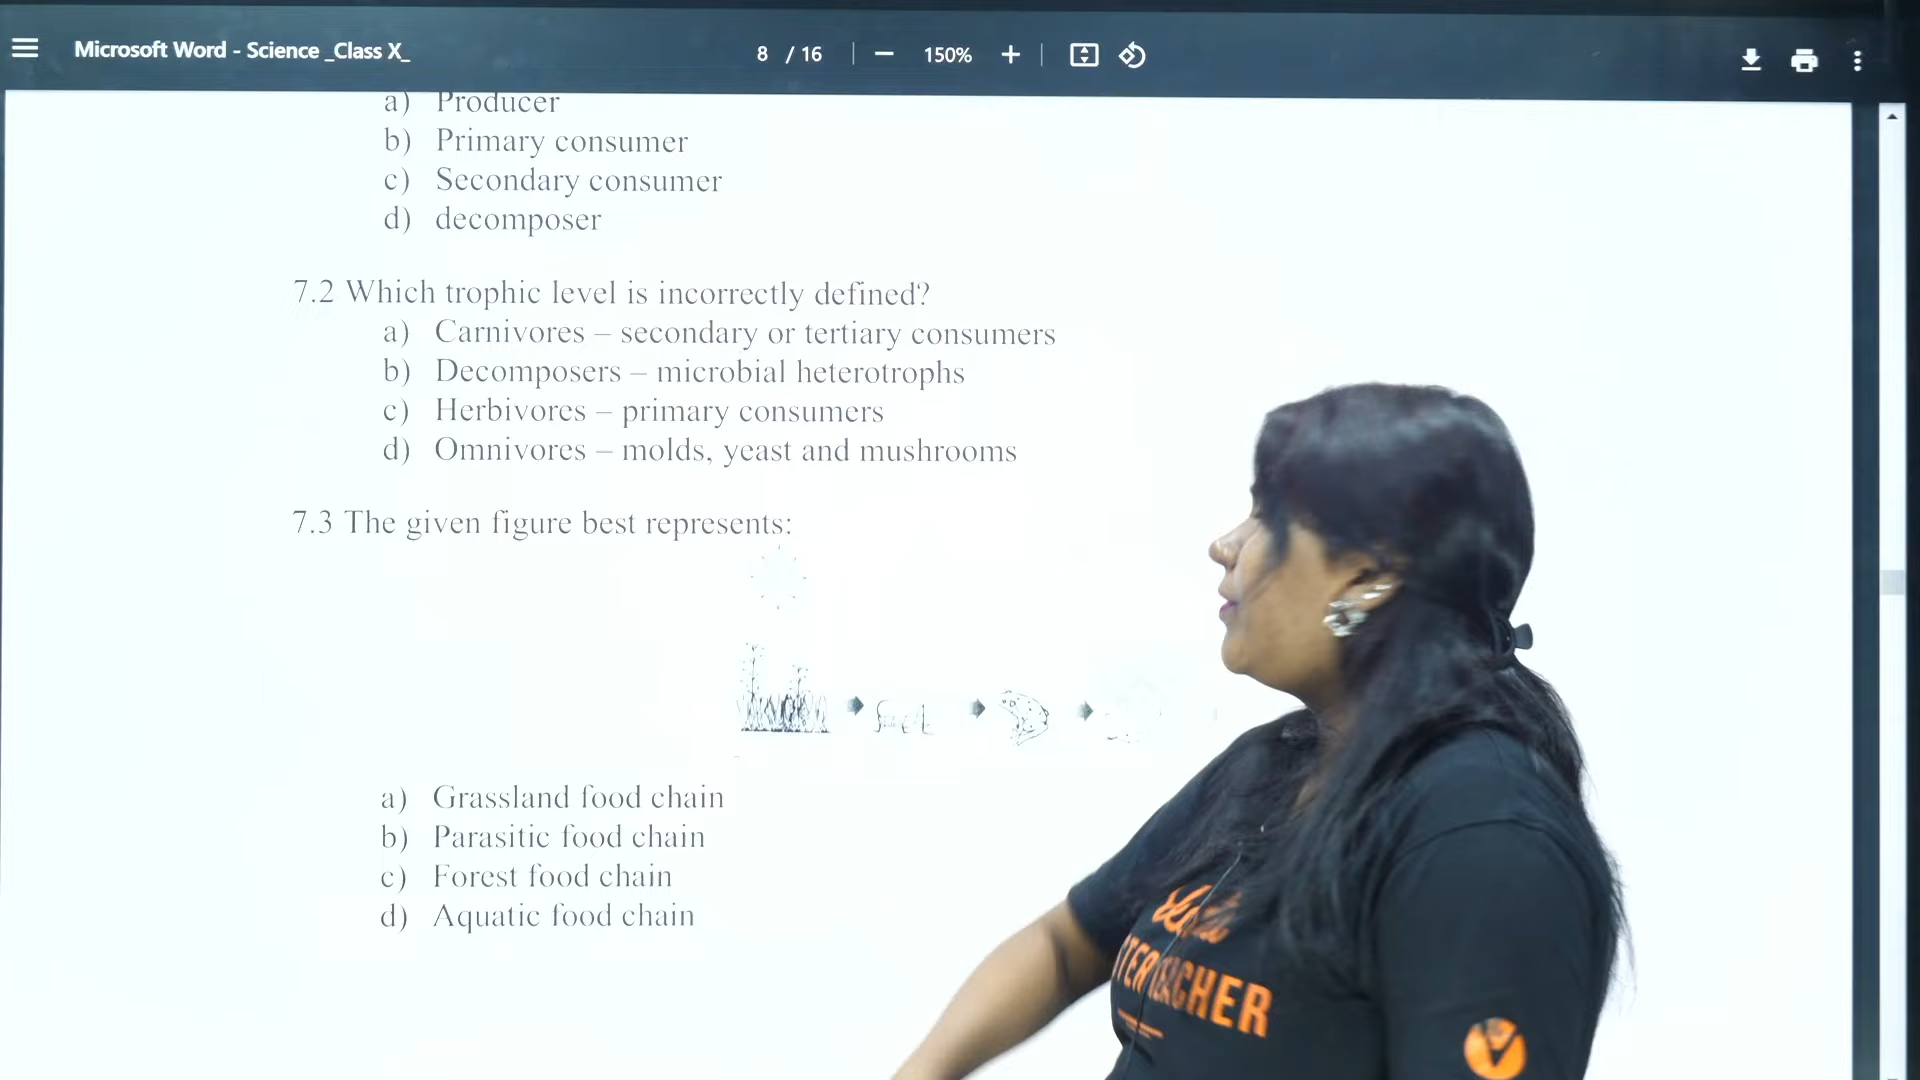 Microsoft Word - Science _Class X_
8 / 16
150%
a) Producer
b) Primary consumer
c) Secondary consumer
d) decomposer
7.2 Which trophic level is incorrectly defined?
a) Carnivores – secondary or tertiary consumers
b) Decomposers – microbial heterotrophs
c) Herbivores – primary consumers
d) Omnivores – molds, yeast and mushrooms
7.3 The given figure best represents:
a) Grassland food chain
b) Parasitic food chain
c) Forest food chain
d) Aquatic food chain